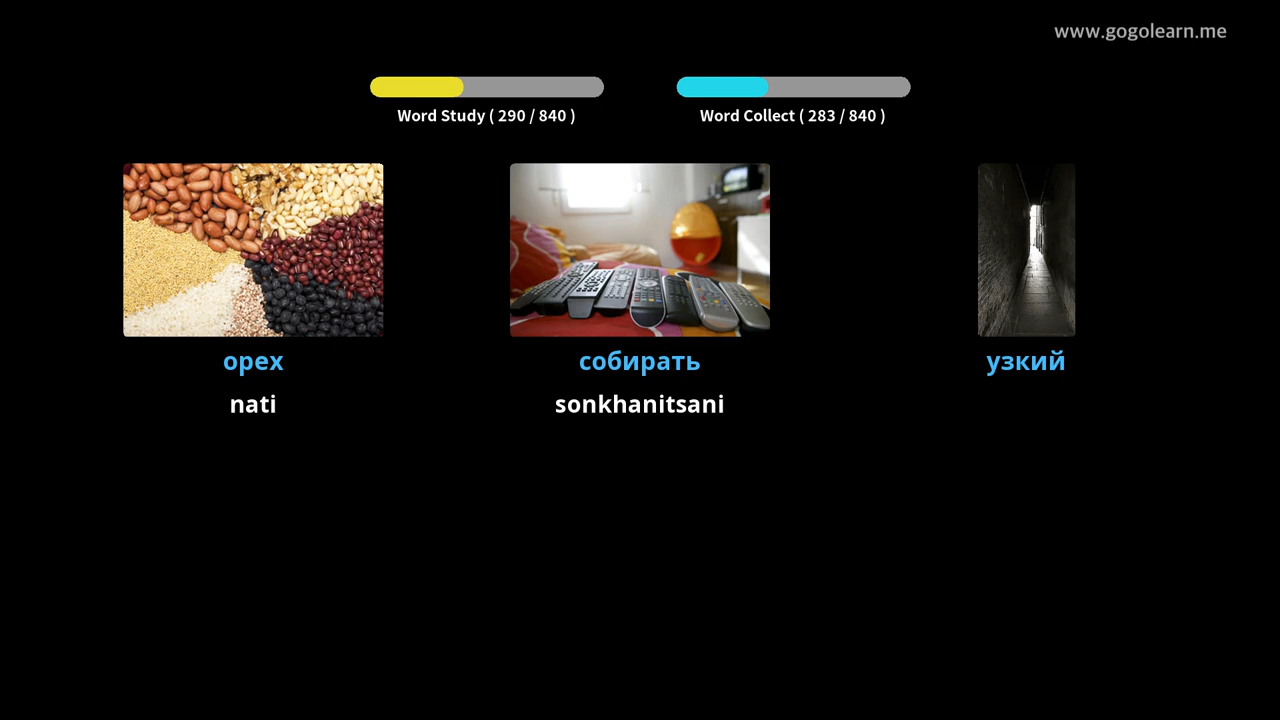 www.gogolearn.me
Word Study ( 290 / 840 )
Word Collect ( 283 / 840 )
орех
собирать
узкий
nati
sonkhanitsani